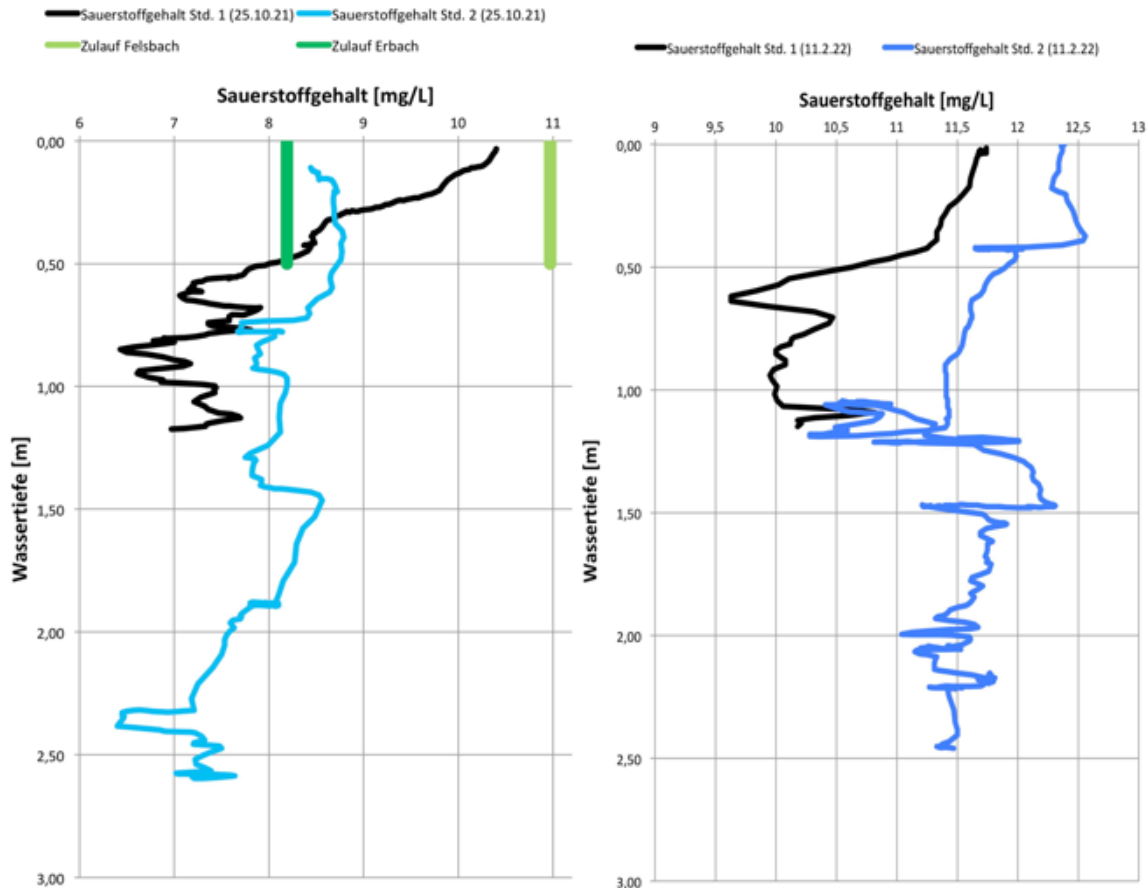 Sauerstoffgehalt Std. 1 (25.10.21) Sauerstoffgehalt Std. 2 (25.10.21)
Zulauf Felsbach Zulauf Erbach
Sauerstoffgehalt [mg/L]
6 7 8 9 10 11
0,00
0,50
1,00
1,50
2,00
2,50
3,00
Wassertiefe [m]
Sauerstoffgehalt Std. 1 (11.2.22) Sauerstoffgehalt Std. 2 (11.2.22)
Sauerstoffgehalt [mg/L]
9 9,5 10 10,5 11 11,5 12 12,5 13
0,00
0,50
1,00
1,50
2,00
2,50
3,00
Wassertiefe [m]